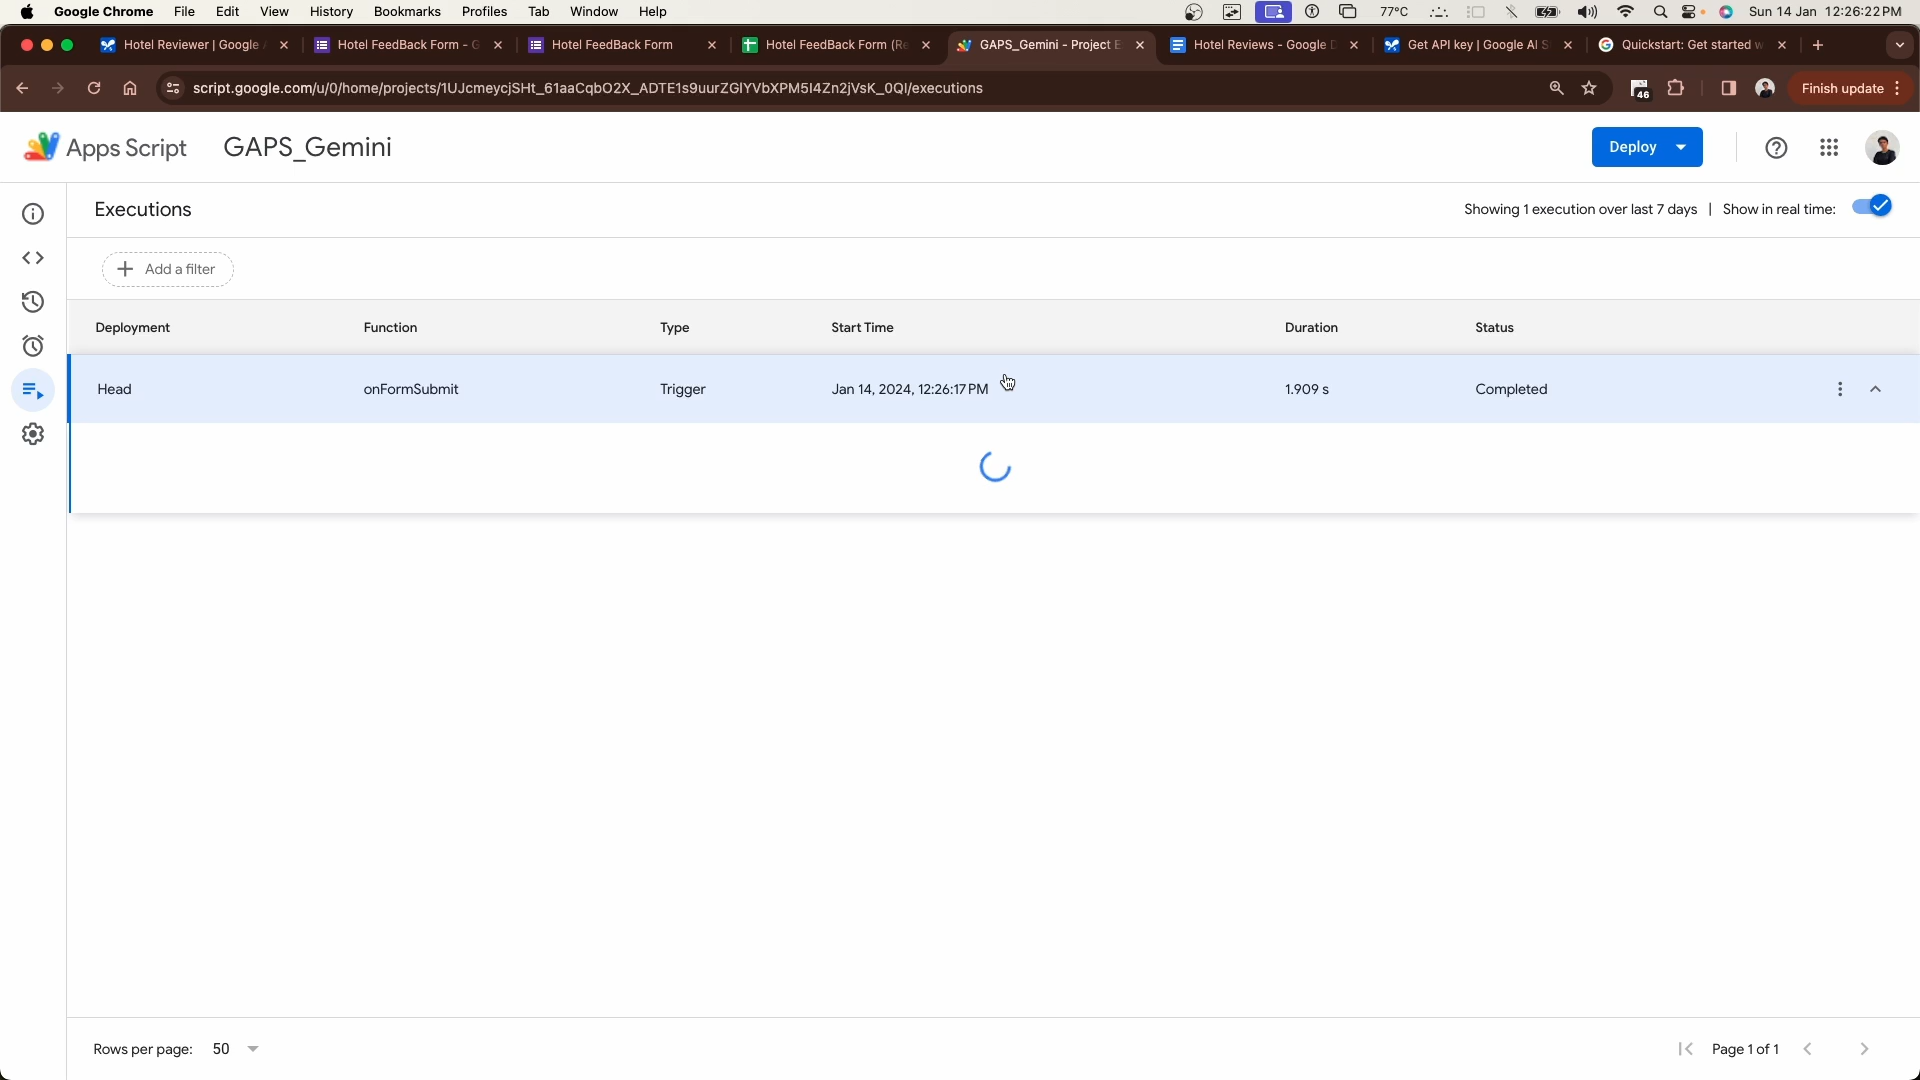 Google Chrome File Edit View History Bookmarks Profiles Tab Window Help 77°C Sun 14 Jan 12:26:22 PM
Hotel Reviewer | Google Hotel FeedBack Form - G Hotel FeedBack Form Hotel FeedBack Form (Re GAPS_Gemini - Project E Hotel Reviews - Google D Get API key | Google AI S Quickstart: Get started w
script.google.com/u/0/home/projects/1UJcmeycjSHt_61aaCqbO2X_ADTE1s9uurZGlYVbXPM5I4Zn2jVsK_0QI/executions 46 Finish update
Apps Script GAPS_Gemini Deploy
Executions Showing 1 execution over last 7 days | Show in real time:
Add a filter
Deployment Function Type Start Time Duration Status
Head onFormSubmit Trigger Jan 14, 2024, 12:26:17 PM 1.909 s Completed
Rows per page: 50 Page 1 of 1